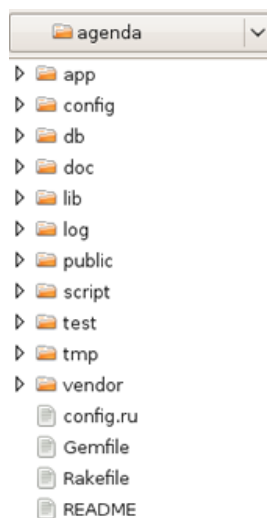 agenda
app
config
db
doc
lib
log
public
script
test
tmp
vendor
config.ru
Gemfile
Rakefile
README